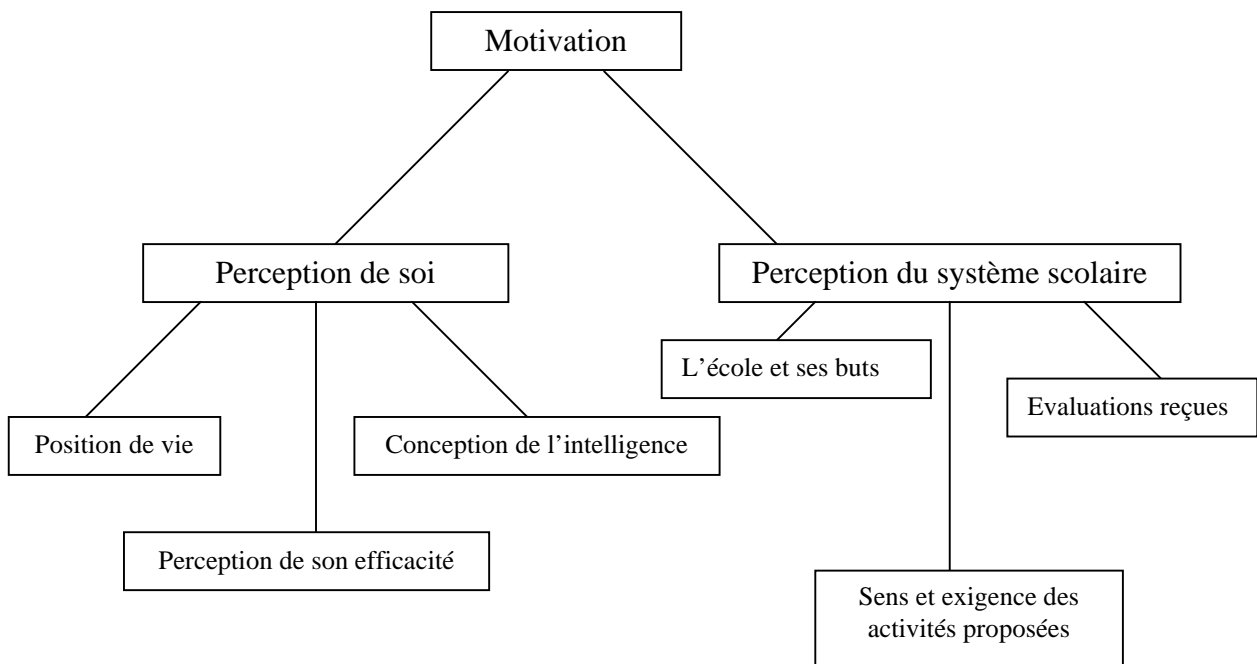 Motivation
Perception de soi
Perception du système scolaire
L’école et ses buts
Evaluations reçues
Position de vie
Conception de l’intelligence
Perception de son efficacité
Sens et exigence des
activités proposées